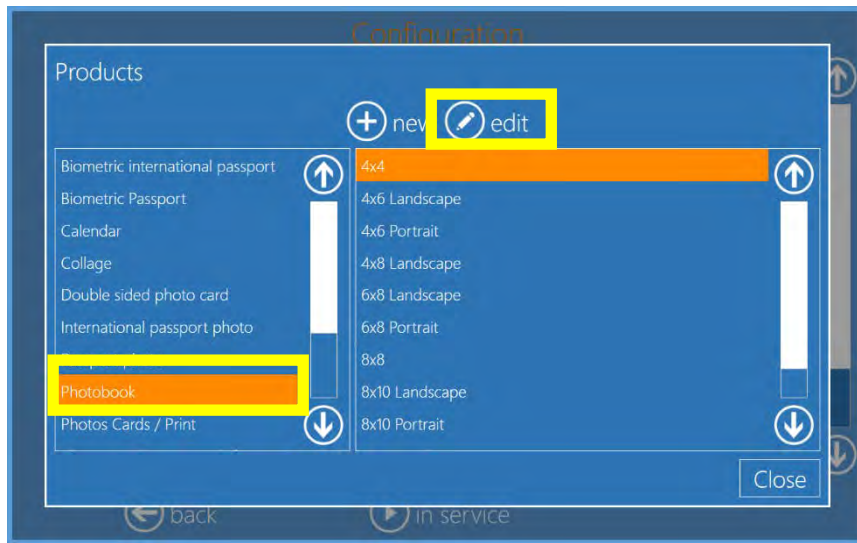 Configuration
Products
new edit
Biometric international passport
Biometric Passport
Calendar
Collage
Double sided photo card
International passport photo
Photobook
Photos Cards / Print
4x4
4x6 Landscape
4x6 Portrait
4x8 Landscape
6x8 Landscape
6x8 Portrait
8x8
8x10 Landscape
8x10 Portrait
Close
back in service